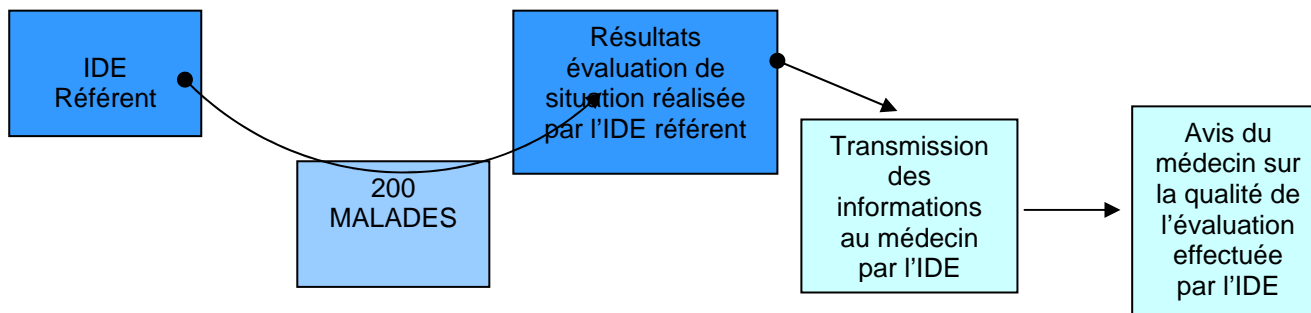 IDE
Référent
200
MALADES
Résultats
évaluation de
situation réalisée
par l’IDE référent
Transmission
des
informations
au médecin
par l’IDE
Avis du
médecin sur
la qualité de
l’évaluation
effectuée
par l’IDE